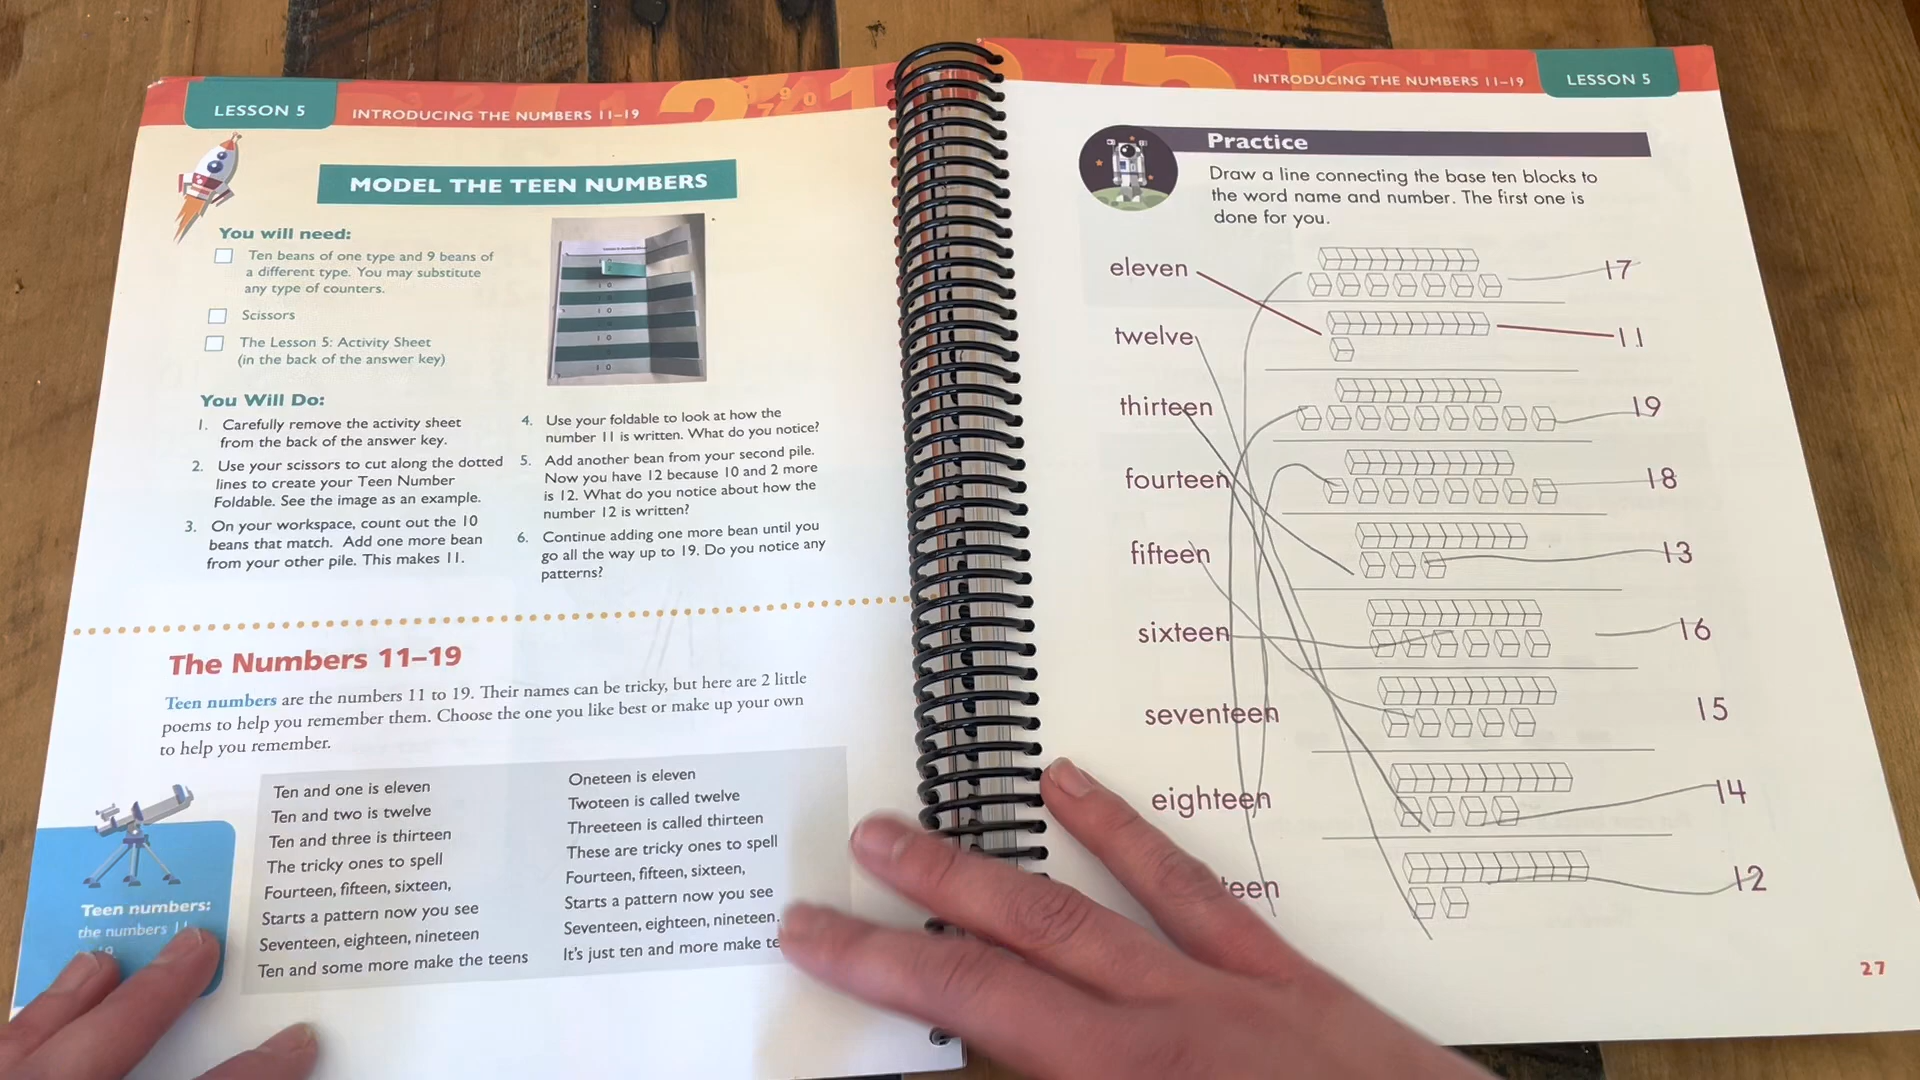 LESSON 5
INTRODUCING THE NUMBERS 11–19
MODEL THE TEEN NUMBERS
You will need:
Ten beans of one type and 9 beans of
a different type. You may substitute
any type of counters.
Scissors
The Lesson 5: Activity Sheet
(in the back of the answer key)
You Will Do:
1. Carefully remove the activity sheet
from the back of the answer key.
2. Use your scissors to cut along the dotted
lines to create your Teen Number
Foldable. See the image as an example.
3. On your workspace, count out the 10
beans that match. Add one more bean
from your other pile. This makes 11.
4. Use your foldable to look at how the
number 11 is written. What do you notice?
5. Add another bean from your second pile.
Now you have 12 because 10 and 2 more
is 12. What do you notice about how the
number 12 is written?
6. Continue adding one more bean until you
go all the way up to 19. Do you notice any
patterns?
The Numbers 11–19
Teen numbers are the numbers 11 to 19. Their names can be tricky, but here are 2 little
poems to help you remember them. Choose the one you like best or make up your own
to help you remember.
Ten and one is eleven
Ten and two is twelve
Ten and three is thirteen
The tricky ones to spell
Fourteen, fifteen, sixteen,
Starts a pattern now you see
Seventeen, eighteen, nineteen
Ten and some more make the teens
Oneteen is eleven
Twoteen is called twelve
Threeteen is called thirteen
These are tricky ones to spell
Fourteen, fifteen, sixteen,
Starts a pattern now you see
Seventeen, eighteen, nineteen.
It's just ten and more make te
Teen numbers:
the numbers 11
INTRODUCING THE NUMBERS 11–19
LESSON 5
Practice
Draw a line connecting the base ten blocks to
the word name and number. The first one is
done for you.
eleven 17
twelve 11
thirteen 19
fourteen 18
fifteen 13
sixteen 16
seventeen 15
eighteen 14
teen 12
27